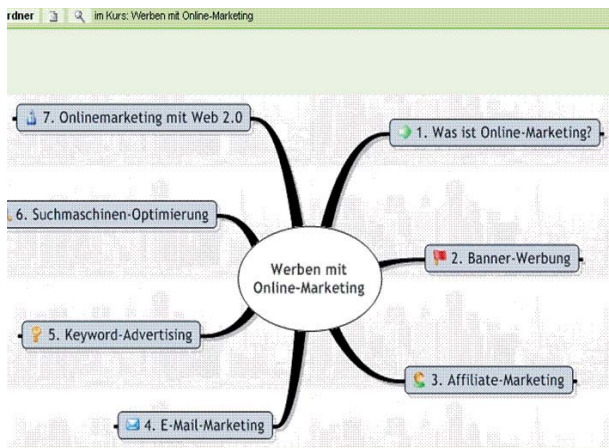 rdner im Kurs: Werben mit Online-Marketing
7. Onlinemarketing mit Web 2.0
1. Was ist Online-Marketing?
6. Suchmaschinen-Optimierung
Werben mit
Online-Marketing
2. Banner-Werbung
5. Keyword-Advertising
3. Affiliate-Marketing
4. E-Mail-Marketing